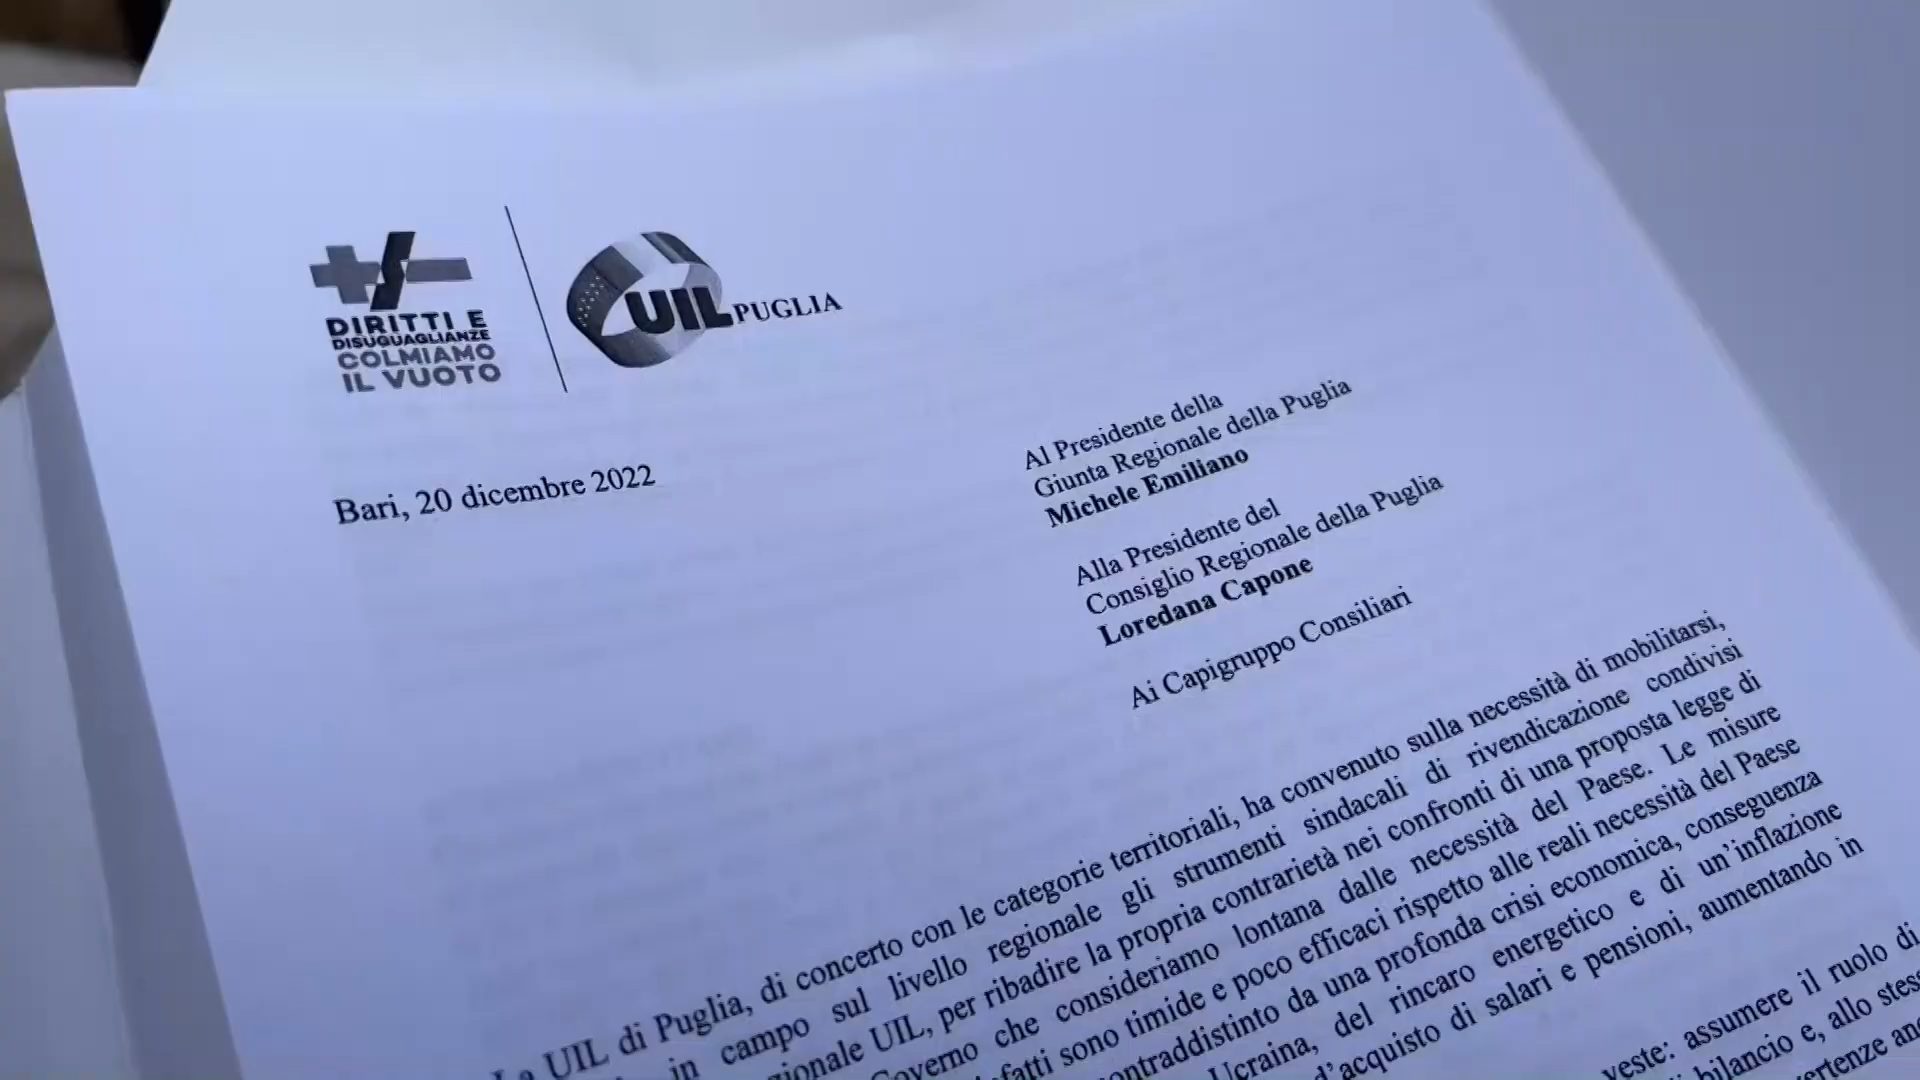 DIRITTI E
DISUGUAGLIANZE
COLMIAMO
IL VUOTO
UIL PUGLIA
Bari, 20 dicembre 2022
Al Presidente della
Giunta Regionale della Puglia
Michele Emiliano
Alla Presidente del
Consiglio Regionale della Puglia
Loredana Capone
Ai Capigruppo Consiliari
La UIL di Puglia, di concerto con le categorie territoriali, ha convenuto sulla necessità di mobilitarsi,
in campo sul livello regionale gli strumenti sindacali di rivendicazione condivisi
UIL, per ribadire la propria contrarietà nei confronti di una proposta legge di
che consideriamo lontana dalle necessità del Paese. Le misure
sono timide e poco efficaci rispetto alle reali necessità del Paese
da una profonda crisi economica, conseguenza
Ucraina, del rincaro energetico e di un'inflazione
d'acquisto di salari e pensioni, aumentando in
veste: assumere il ruolo di
bilancio e, allo